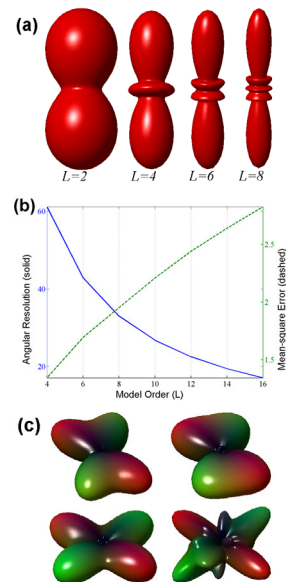 (a)
L=2 L=4 L=6 L=8
(b)
60
40
20
Angular Resolution (solid)
2.5
2
1.5
Mean-square Error (dashed)
4 6 8 10 12 14 16
Model Order (L)
(c)